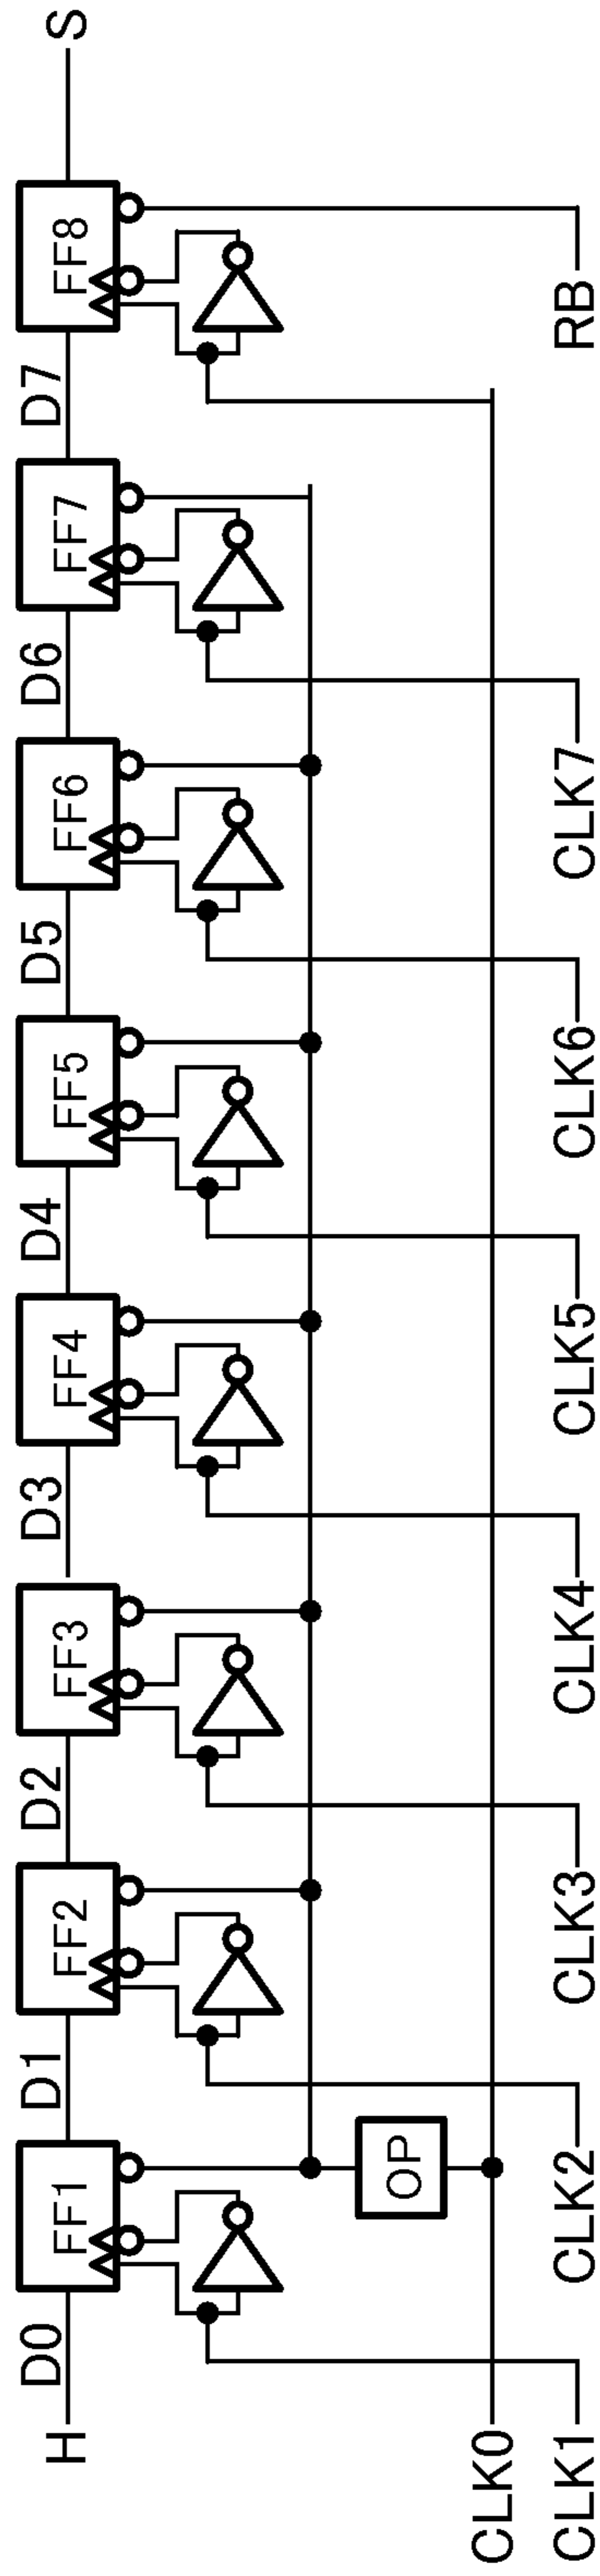 H
D0
FF1
D1
FF2
D2
FF3
D3
FF4
D4
FF5
D5
FF6
D6
FF7
D7
FF8
S
OP
CLK0
CLK1
CLK2
CLK3
CLK4
CLK5
CLK6
CLK7
RB